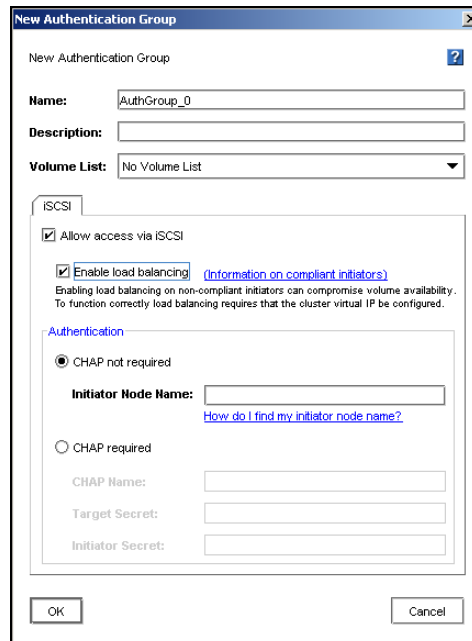 New Authentication Group
New Authentication Group
?
Name: AuthGroup_0
Description:
Volume List: No Volume List
iSCSI
Allow access via iSCSI
Enable load balancing (Information on compliant initiators)
Enabling load balancing on non-compliant initiators can compromise volume availability.
To function correctly load balancing requires that the cluster virtual IP be configured.
Authentication
CHAP not required
Initiator Node Name:
How do I find my initiator node name?
CHAP required
CHAP Name:
Target Secret:
Initiator Secret:
OK Cancel